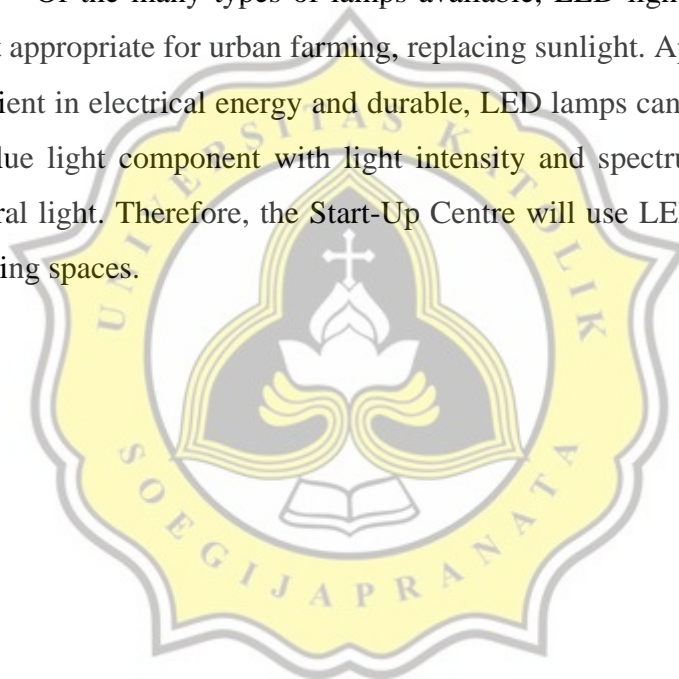 Of the many types of lamps available, LED ligh
appropriate for urban farming, replacing sunlight. A
ient in electrical energy and durable, LED lamps can
lue light component with light intensity and spectru
ral light. Therefore, the Start-Up Centre will use LE
ing spaces.
UNIVERSITAS KATOLIK
SOEGIJAPRANATA